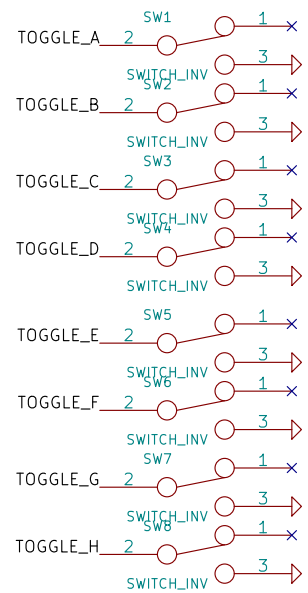 SW1 1
TOGGLE_A 2
3
SWITCH_INV
SW2 1
TOGGLE_B 2
3
SWITCH_INV
SW3 1
TOGGLE_C 2
3
SWITCH_INV
SW4 1
TOGGLE_D 2
3
SWITCH_INV
SW5 1
TOGGLE_E 2
3
SWITCH_INV
SW6 1
TOGGLE_F 2
3
SWITCH_INV
SW7 1
TOGGLE_G 2
3
SWITCH_INV
SW8 1
TOGGLE_H 2
3
SWITCH_INV